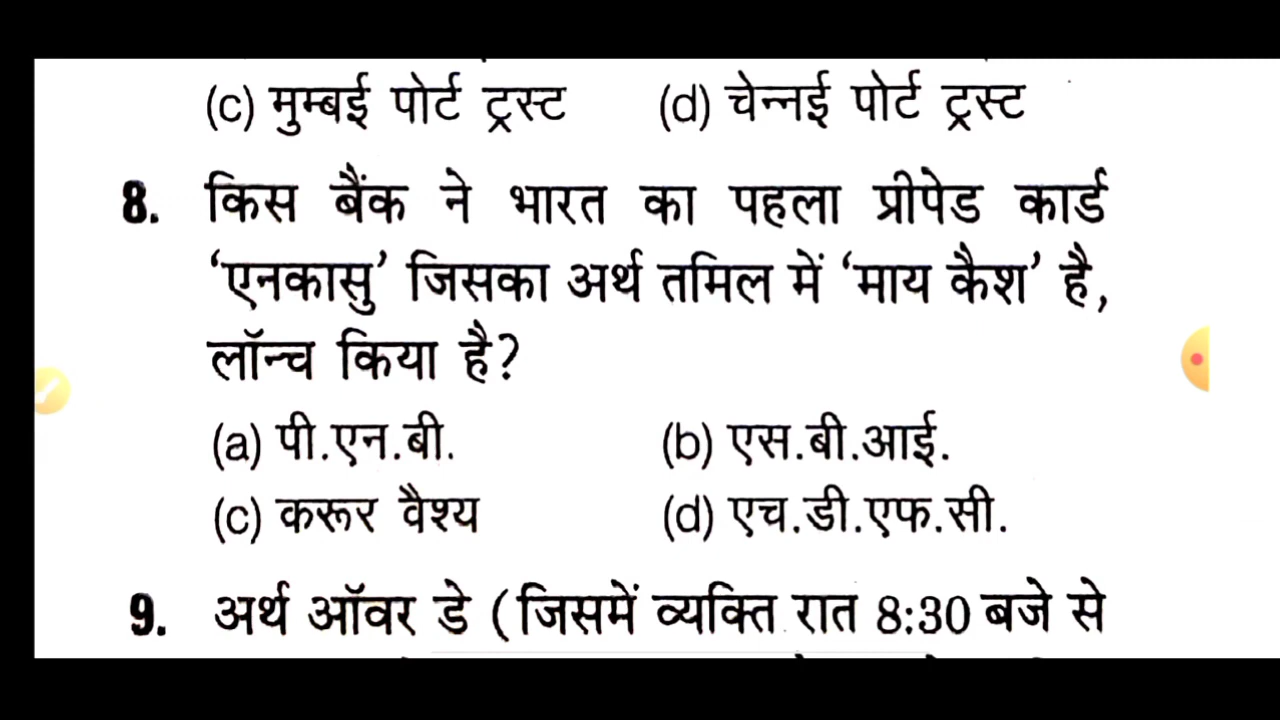 (c) मुम्बई पोर्ट ट्रस्ट (d) चेन्नई पोर्ट ट्रस्ट
8. किस बैंक ने भारत का पहला प्रीपेड कार्ड
‘एनकासु’ जिसका अर्थ तमिल में ‘माय कैश’ है,
लॉन्च किया है?
(a) पी.एन.बी. (b) एस.बी.आई.
(c) करूर वैश्य (d) एच.डी.एफ.सी.
9. अर्थ ऑवर डे (जिसमें व्यक्ति रात 8:30 बजे से